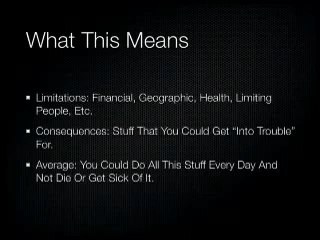 What This Means
Limitations: Financial, Geographic, Health, Limiting
People, Etc.
Consequences: Stuff That You Could Get “Into Trouble”
For.
Average: You Could Do All This Stuff Every Day And
Not Die Or Get Sick Of It.